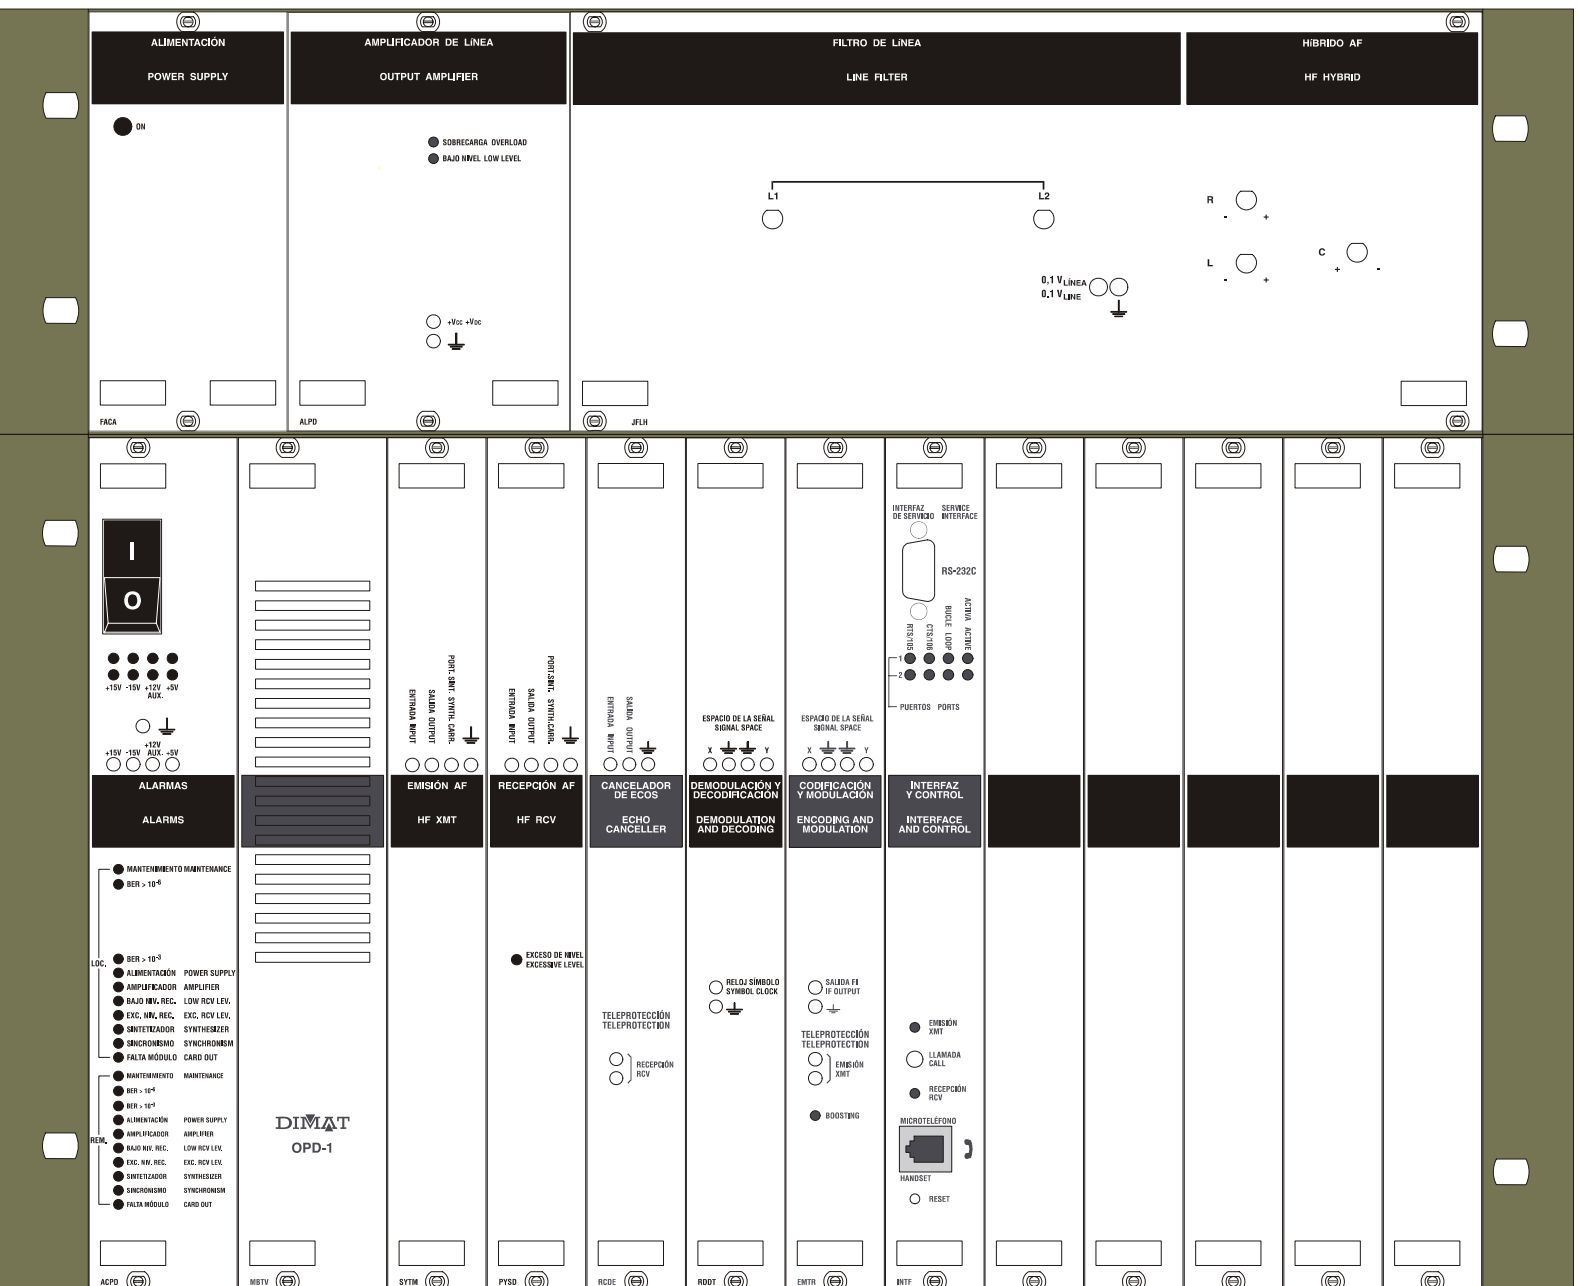 ALIMENTACIÓN
POWER SUPPLY
ON
FACA
AMPLIFICADOR DE LíNEA
OUTPUT AMPLIFIER
SOBRECARGA OVERLOAD
BAJO NIVEL LOW LEVEL
+Vcc +VDC
ALPD
FILTRO DE LíNEA
LINE FILTER
L1
L2
0,1 V LÍNEA
0.1 V LINE
JFLH
HíBRIDO AF
HF HYBRID
R
- +
L
- +
C
+ -
I
O
+15V -15V +12V +5V
AUX.
+12V
+15V -15V AUX. +5V
ALARMAS
ALARMS
LOC.
MANTENIMIENTO MAINTENANCE
BER > 10-6
BER > 10-3
ALIMENTACIÓN POWER SUPPLY
AMPLIFICADOR AMPLIFIER
BAJO NIV. REC. LOW RCV LEV.
EXC. NIV. REC. EXC. RCV LEV.
SINTETIZADOR SYNTHESIZER
SINCRONISMO SYNCHRONISM
FALTA MÓDULO CARD OUT
REM.
MANTENIMIENTO MAINTENANCE
BER > 10-6
BER > 10-3
ALIMENTACIÓN POWER SUPPLY
AMPLIFICADOR AMPLIFIER
BAJO NIV. REC. LOW RCV LEV.
EXC. NIV. REC. EXC. RCV LEV.
SINTETIZADOR SYNTHESIZER
SINCRONISMO SYNCHRONISM
FALTA MÓDULO CARD OUT
ACPD
DIMAT
OPD-1
MBTV
ENTRADA INPUT
SALIDA OUTPUT
PORT. SINT. SYNTH. CARR.
EMISIÓN AF
HF XMT
SYTM
ENTRADA INPUT
SALIDA OUTPUT
PORT.SINT. SYNTH.CARR.
RECEPCIÓN AF
HF RCV
EXCESO DE NIVEL
EXCESSIVE LEVEL
PYSD
ENTRADA INPUT
SALIDA OUTPUT
CANCELADOR
DE ECOS
ECHO
CANCELLER
TELEPROTECCIÓN
TELEPROTECTION
RECEPCIÓN
RCV
RCDE
ESPACIO DE LA SEÑAL
SIGNAL SPACE
X Y
DEMODULACIÓN Y
DECODIFICACIÓN
DEMODULATION
AND DECODING
RELOJ SÍMBOLO
SYMBOL CLOCK
RDDT
ESPACIO DE LA SEÑAL
SIGNAL SPACE
X Y
CODIFICACIÓN
Y MODULACIÓN
ENCODING AND
MODULATION
SALIDA FI
IF OUTPUT
TELEPROTECCIÓN
TELEPROTECTION
EMISIÓN
XMT
BOOSTING
EMTR
INTERFAZ SERVICE
DE SERVICIO INTERFACE
RS-232C
RTS/105
CTS/106
BUCLE LOOP
ACTIVA ACTIVE
1
2
PUERTOS PORTS
INTERFAZ
Y CONTROL
INTERFACE
AND CONTROL
EMISIÓN
XMT
LLAMADA
CALL
RECEPCIÓN
RCV
MICROTELÉFONO
HANDSET
RESET
INTF